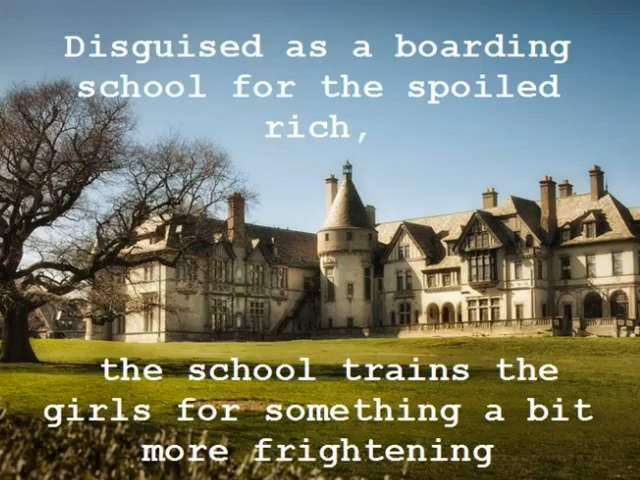 Disguised as a boarding
school for the spoiled
rich,
the school trains the
girls for something a bit
more frightening